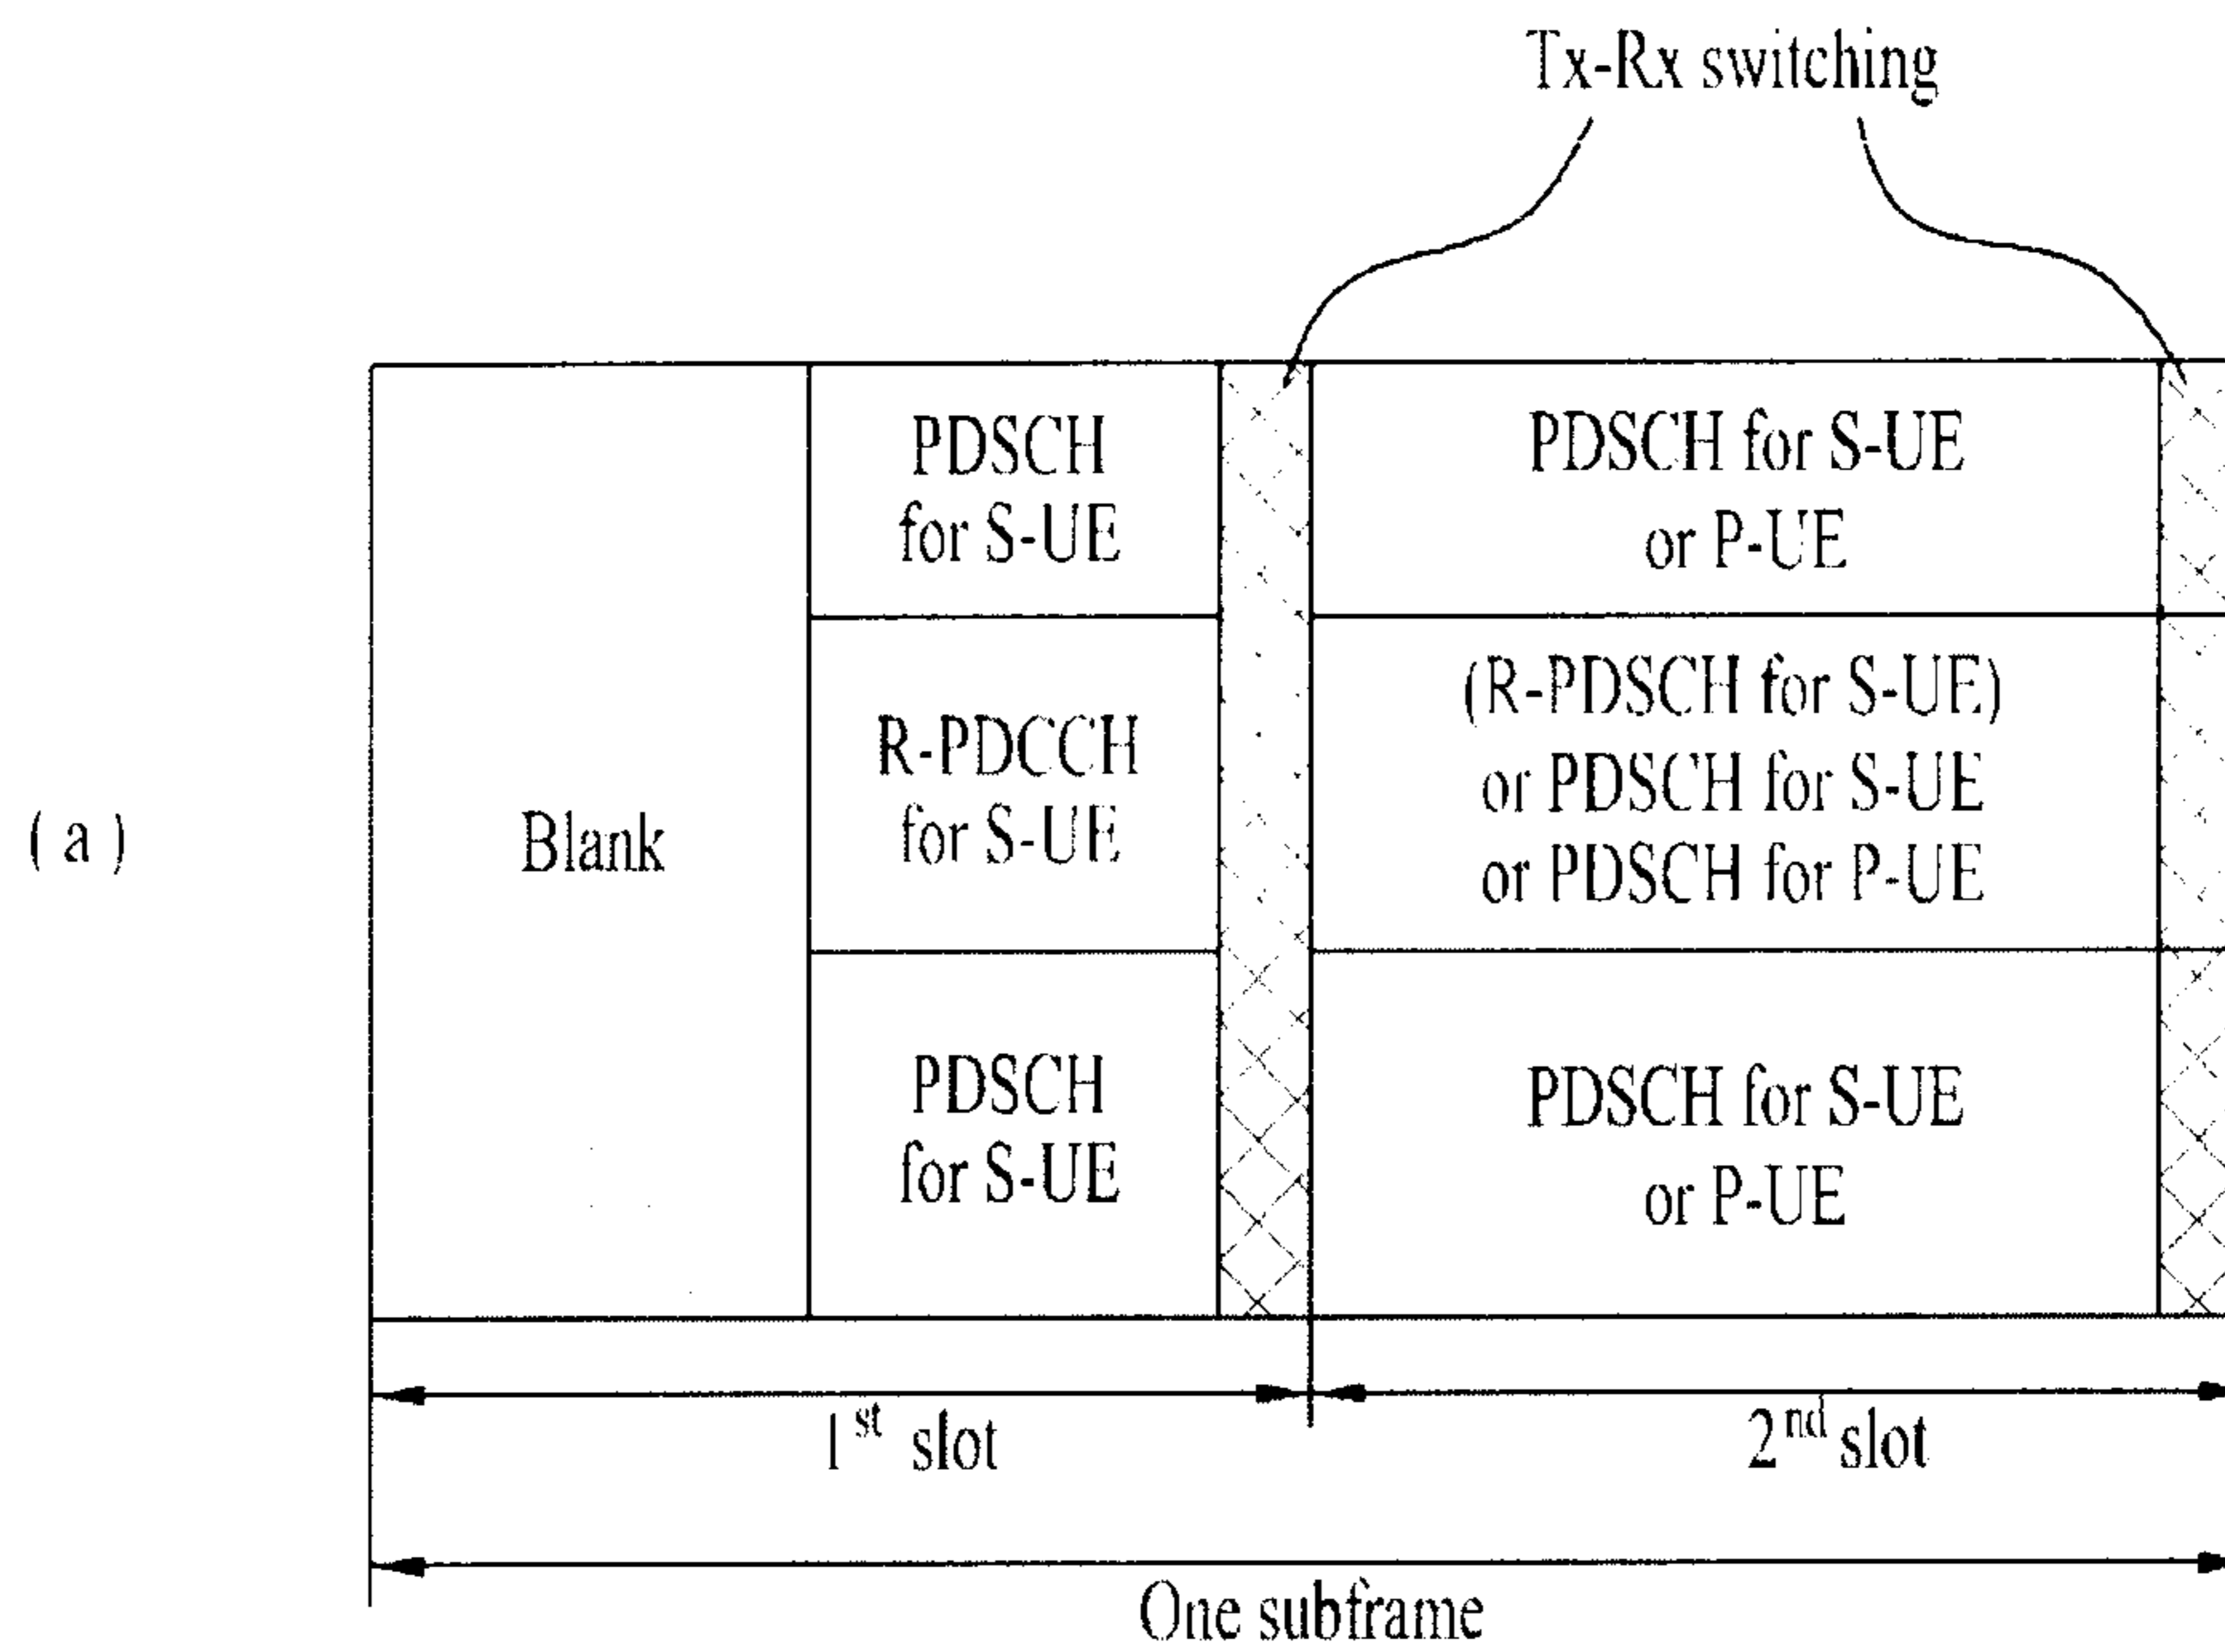 Tx-Rx switching
(a)
Blank
PDSCH
for S-UE
R-PDCCH
for S-UE
PDSCH
for S-UE
PDSCH for S-UE
or P-UE
(R-PDSCH for S-UE)
or PDSCH for S-UE
or PDSCH for P-UE
PDSCH for S-UE
or P-UE
1st slot
2nd slot
One subframe